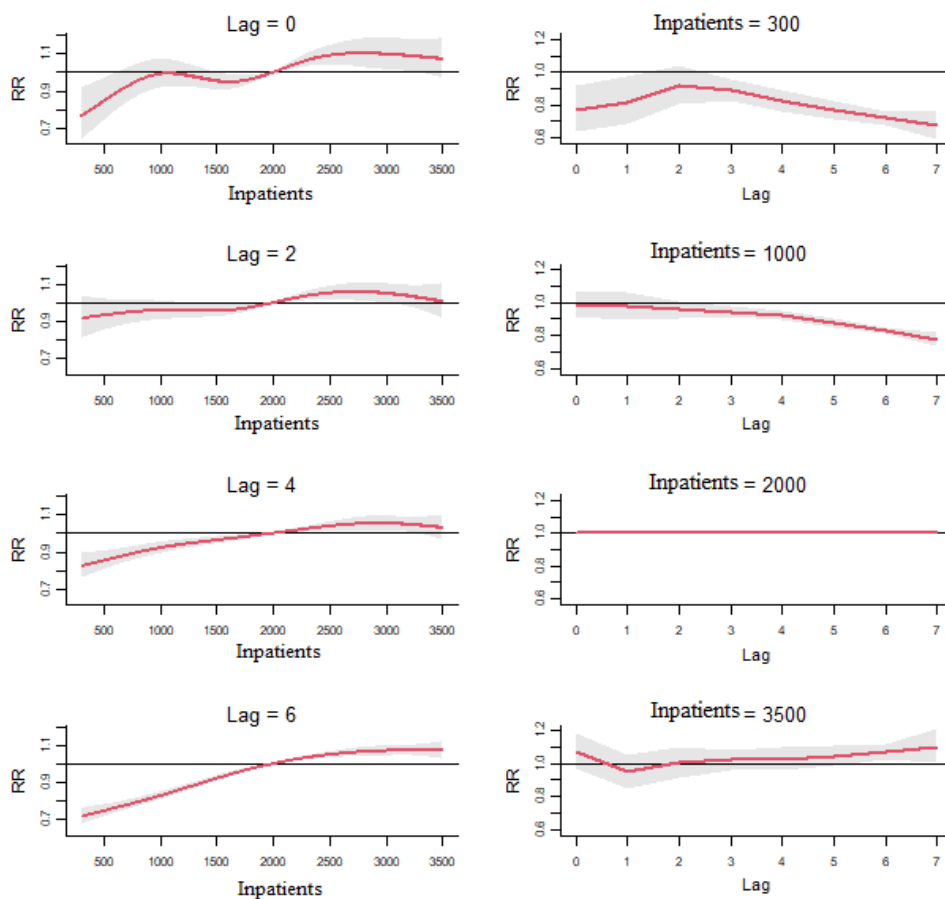 Lag = 0
RR
0.7 0.9 1.1
500 1000 1500 2000 2500 3000 3500
Inpatients
Inpatients = 300
RR
0.6 0.8 1.0 1.2
0 1 2 3 4 5 6 7
Lag
Lag = 2
RR
0.7 0.9 1.1
500 1000 1500 2000 2500 3000 3500
Inpatients
Inpatients = 1000
RR
0.6 0.8 1.0 1.2
0 1 2 3 4 5 6 7
Lag
Lag = 4
RR
0.7 0.9 1.1
500 1000 1500 2000 2500 3000 3500
Inpatients
Inpatients = 2000
RR
0.6 0.8 1.0 1.2
0 1 2 3 4 5 6 7
Lag
Lag = 6
RR
0.7 0.9 1.1
500 1000 1500 2000 2500 3000 3500
Inpatients
Inpatients = 3500
RR
0.6 0.8 1.0 1.2
0 1 2 3 4 5 6 7
Lag